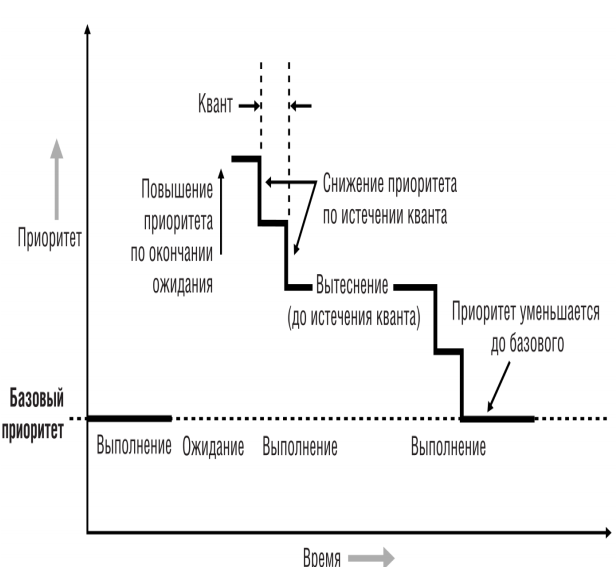 Квант
Повышение
приоритета
по окончании
ожидания
Снижение приоритета
по истечении кванта
Приоритет
Вытеснение
(до истечения кванта)
Приоритет уменьшается
до базового
Базовый
приоритет
Выполнение Ожидание Выполнение Выполнение
Время